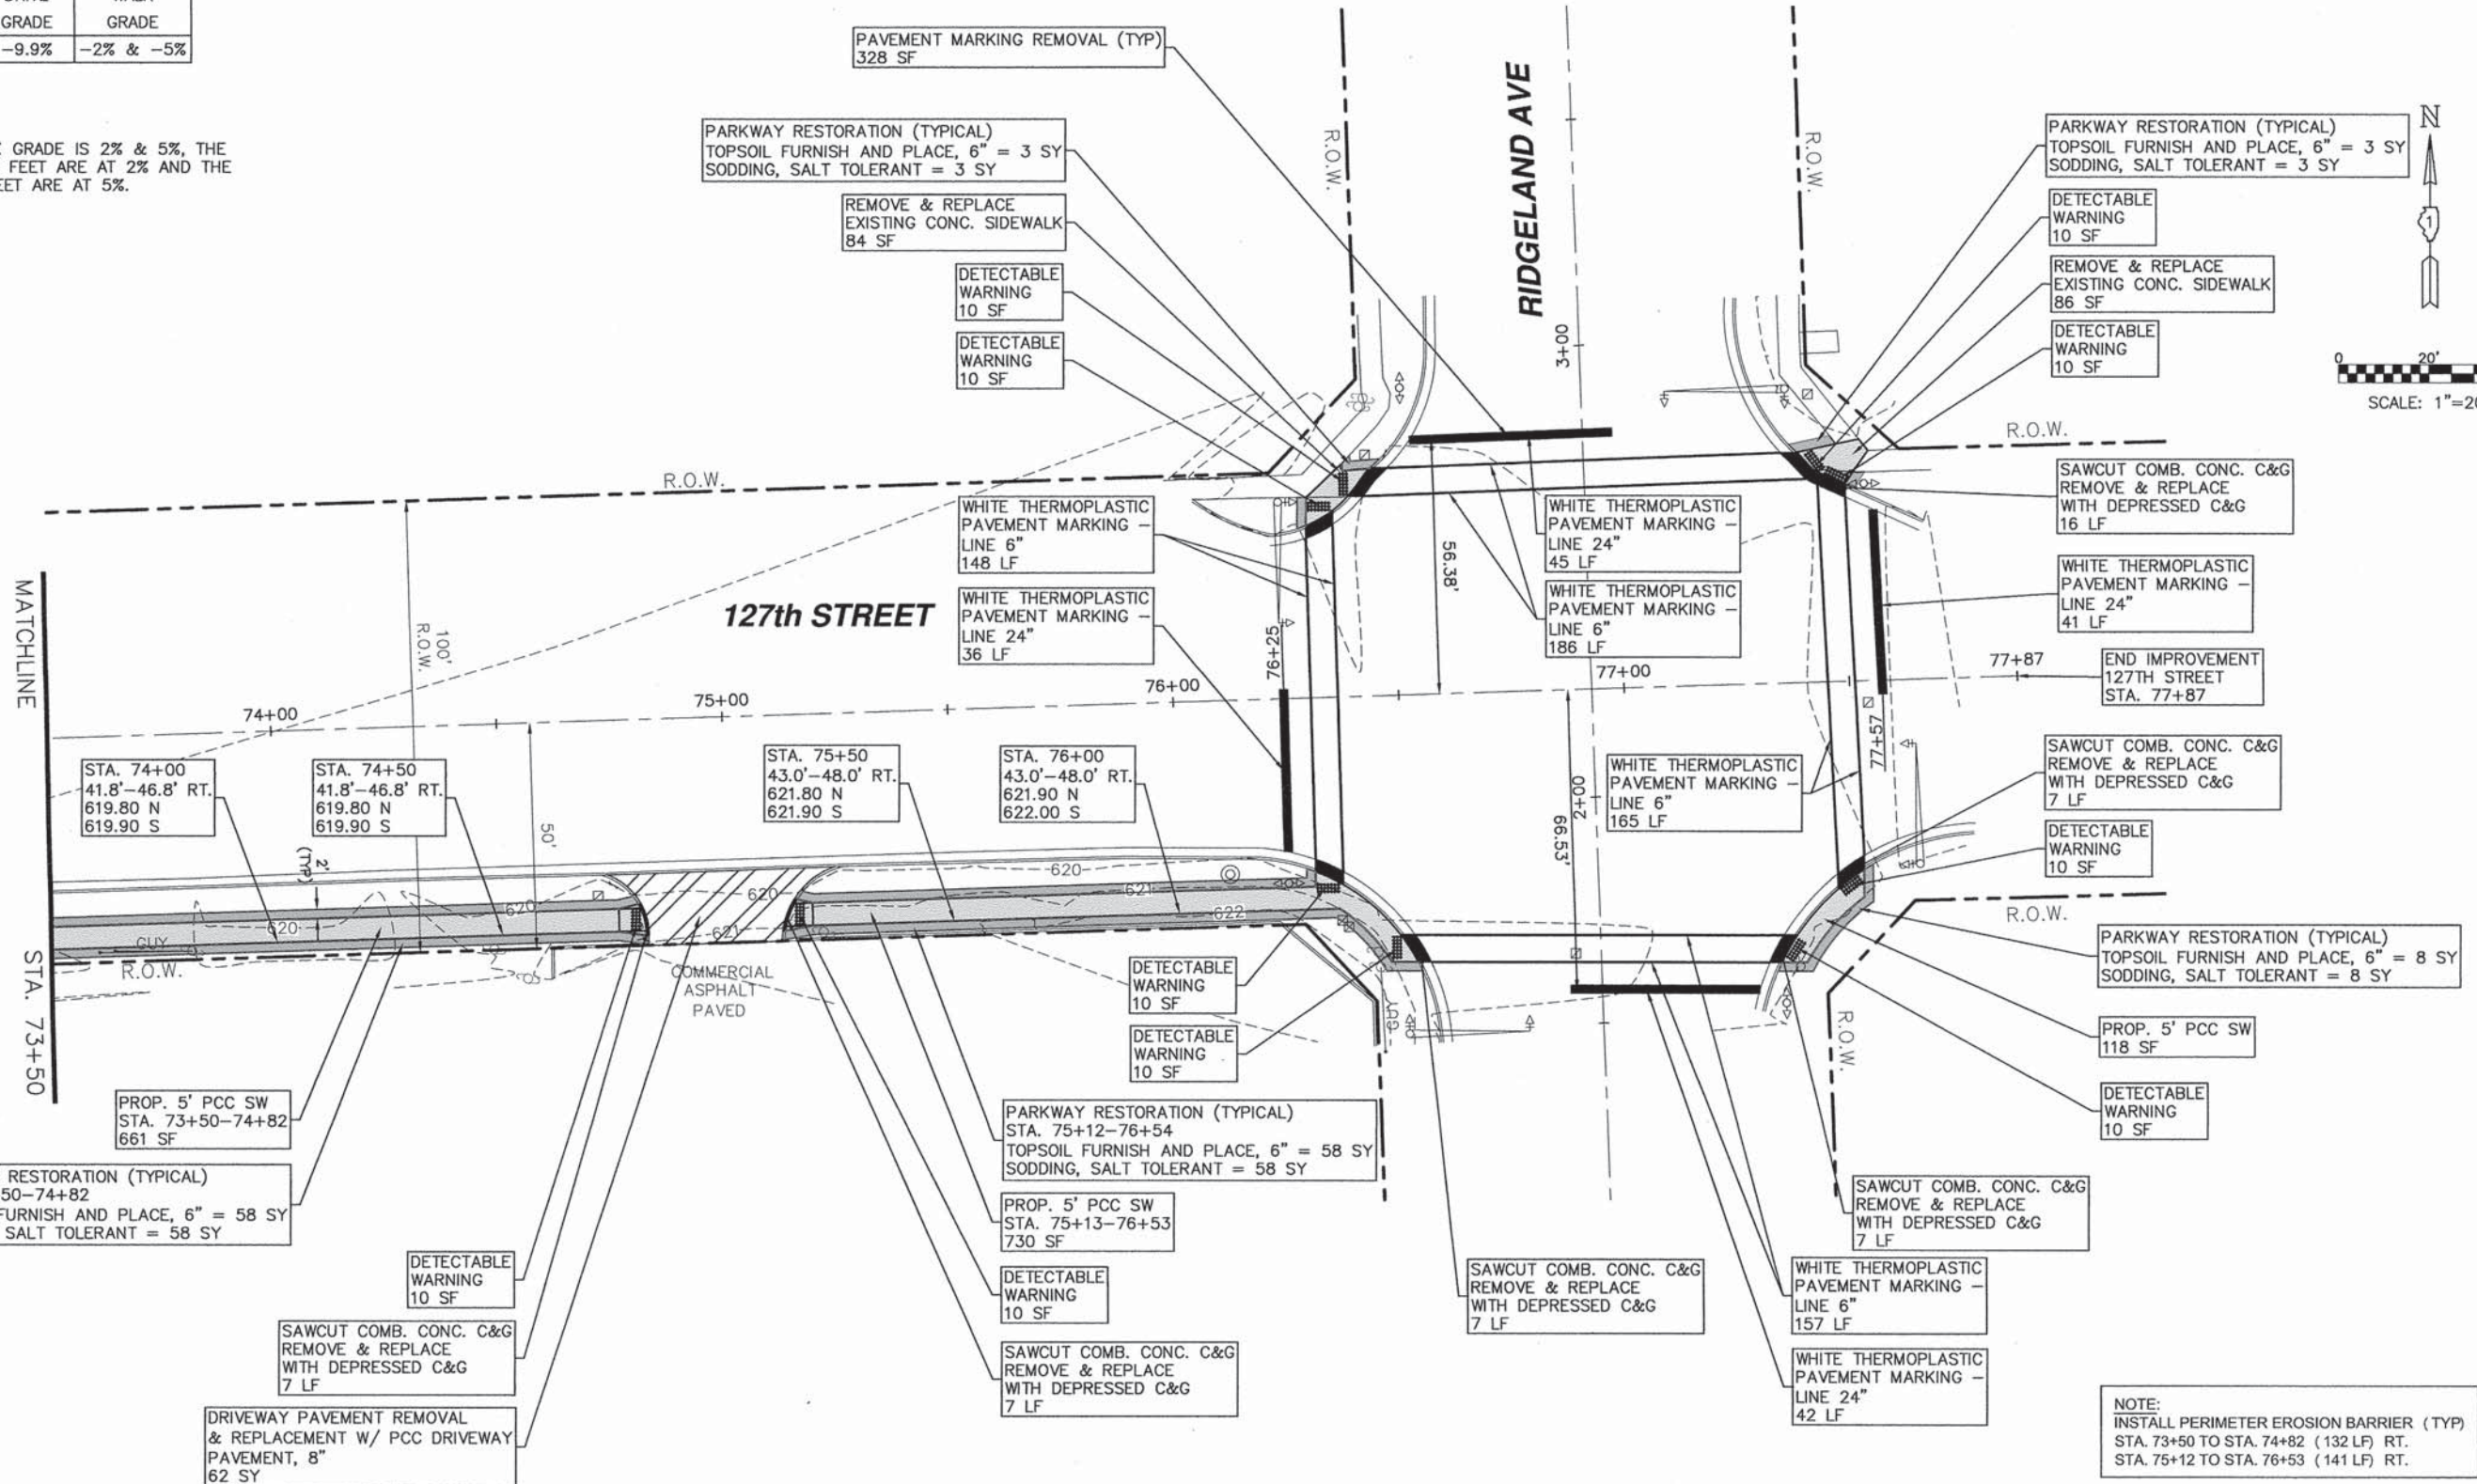 GRADE
GRADE
-9.9%
-2% & -5%
GRADE IS 2% & 5%, THE
FEET ARE AT 2% AND THE
EET ARE AT 5%.
PAVEMENT MARKING REMOVAL (TYP)
328 SF
PARKWAY RESTORATION (TYPICAL)
TOPSOIL FURNISH AND PLACE, 6" = 3 SY
SODDING, SALT TOLERANT = 3 SY
REMOVE & REPLACE
EXISTING CONC. SIDEWALK
84 SF
DETECTABLE
WARNING
10 SF
DETECTABLE
WARNING
10 SF
R.O.W.
RIDGELAND AVE
3+00
R.O.W.
PARKWAY RESTORATION (TYPICAL)
TOPSOIL FURNISH AND PLACE, 6" = 3 SY
SODDING, SALT TOLERANT = 3 SY
DETECTABLE
WARNING
10 SF
REMOVE & REPLACE
EXISTING CONC. SIDEWALK
86 SF
DETECTABLE
WARNING
10 SF
N
1
0 20'
SCALE: 1"=20
R.O.W.
R.O.W.
SAWCUT COMB. CONC. C&G
REMOVE & REPLACE
WITH DEPRESSED C&G
16 LF
WHITE THERMOPLASTIC
PAVEMENT MARKING –
LINE 6"
148 LF
WHITE THERMOPLASTIC
PAVEMENT MARKING –
LINE 24"
36 LF
WHITE THERMOPLASTIC
PAVEMENT MARKING –
LINE 24"
45 LF
WHITE THERMOPLASTIC
PAVEMENT MARKING –
LINE 6"
186 LF
56.38'
WHITE THERMOPLASTIC
PAVEMENT MARKING –
LINE 24"
41 LF
MATCHLINE
STA. 73+50
100'
R.O.W.
127th STREET
76+25
74+00
75+00
76+00
77+00
77+87
END IMPROVEMENT
127TH STREET
STA. 77+87
77+57
STA. 74+00
41.8'-46.8' RT.
619.80 N
619.90 S
STA. 74+50
41.8'-46.8' RT.
619.80 N
619.90 S
50'
STA. 75+50
43.0'-48.0' RT.
621.80 N
621.90 S
STA. 76+00
43.0'-48.0' RT.
621.90 N
622.00 S
2+00
66.53'
WHITE THERMOPLASTIC
PAVEMENT MARKING –
LINE 6"
165 LF
SAWCUT COMB. CONC. C&G
REMOVE & REPLACE
WITH DEPRESSED C&G
7 LF
DETECTABLE
WARNING
10 SF
2'
(TYP)
620
620
620
621
620
621
622
GUY
R.O.W.
COMMERCIAL
ASPHALT
PAVED
R.O.W.
R.O.W.
DETECTABLE
WARNING
10 SF
DETECTABLE
WARNING
10 SF
PARKWAY RESTORATION (TYPICAL)
TOPSOIL FURNISH AND PLACE, 6" = 8 SY
SODDING, SALT TOLERANT = 8 SY
PROP. 5' PCC SW
118 SF
DETECTABLE
WARNING
10 SF
PROP. 5' PCC SW
STA. 73+50-74+82
661 SF
RESTORATION (TYPICAL)
50-74+82
FURNISH AND PLACE, 6" = 58 SY
SALT TOLERANT = 58 SY
PARKWAY RESTORATION (TYPICAL)
STA. 75+12-76+54
TOPSOIL FURNISH AND PLACE, 6" = 58 SY
SODDING, SALT TOLERANT = 58 SY
PROP. 5' PCC SW
STA. 75+13-76+53
730 SF
DETECTABLE
WARNING
10 SF
DETECTABLE
WARNING
10 SF
SAWCUT COMB. CONC. C&G
REMOVE & REPLACE
WITH DEPRESSED C&G
7 LF
SAWCUT COMB. CONC. C&G
REMOVE & REPLACE
WITH DEPRESSED C&G
7 LF
SAWCUT COMB. CONC. C&G
REMOVE & REPLACE
WITH DEPRESSED C&G
7 LF
SAWCUT COMB. CONC. C&G
REMOVE & REPLACE
WITH DEPRESSED C&G
7 LF
WHITE THERMOPLASTIC
PAVEMENT MARKING –
LINE 6"
157 LF
WHITE THERMOPLASTIC
PAVEMENT MARKING –
LINE 24"
42 LF
DRIVEWAY PAVEMENT REMOVAL
& REPLACEMENT W/ PCC DRIVEWAY
PAVEMENT, 8"
62 SY
NOTE:
INSTALL PERIMETER EROSION BARRIER (TYP)
STA. 73+50 TO STA. 74+82 (132 LF) RT.
STA. 75+12 TO STA. 76+53 (141 LF) RT.